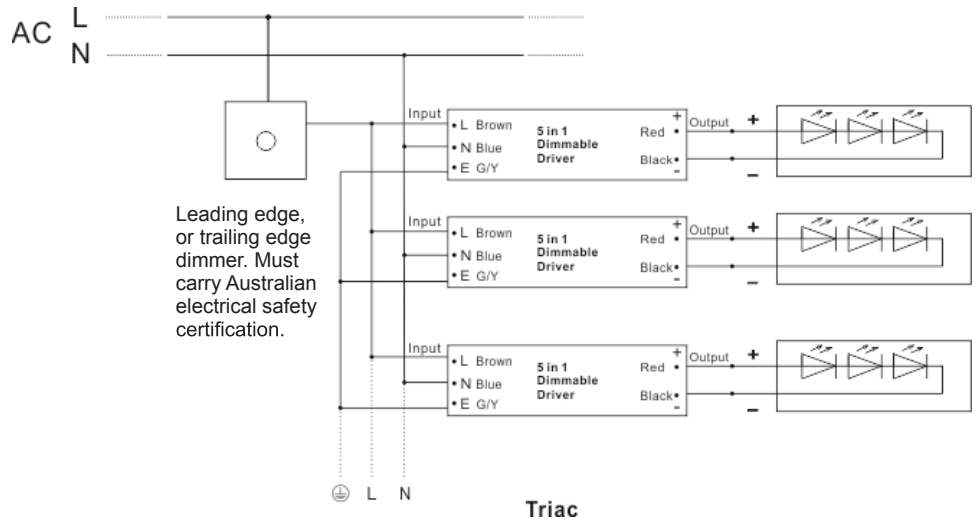 AC
L
N
Input
• L Brown
• N Blue
• E G/Y
5 in 1
Dimmable
Driver
+
Red •
Black•
-
Output
+
−
Leading edge,
or trailing edge
dimmer. Must
carry Australian
electrical safety
certification.
Input
• L Brown
• N Blue
• E G/Y
5 in 1
Dimmable
Driver
+
Red •
Black•
-
Output
+
−
Input
• L Brown
• N Blue
• E G/Y
5 in 1
Dimmable
Driver
+
Red •
Black•
-
Output
+
−
L N
Triac